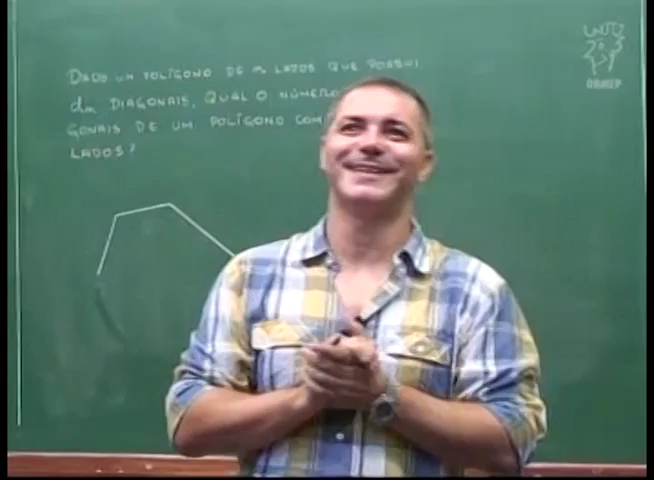 DADO UM POLÍGONO DE n LADOS QUE POSSUI
dn DIAGONAIS, QUAL O NÚMERO
GONAIS DE UM POLÍGONO COM
LADOS?
OBMEP